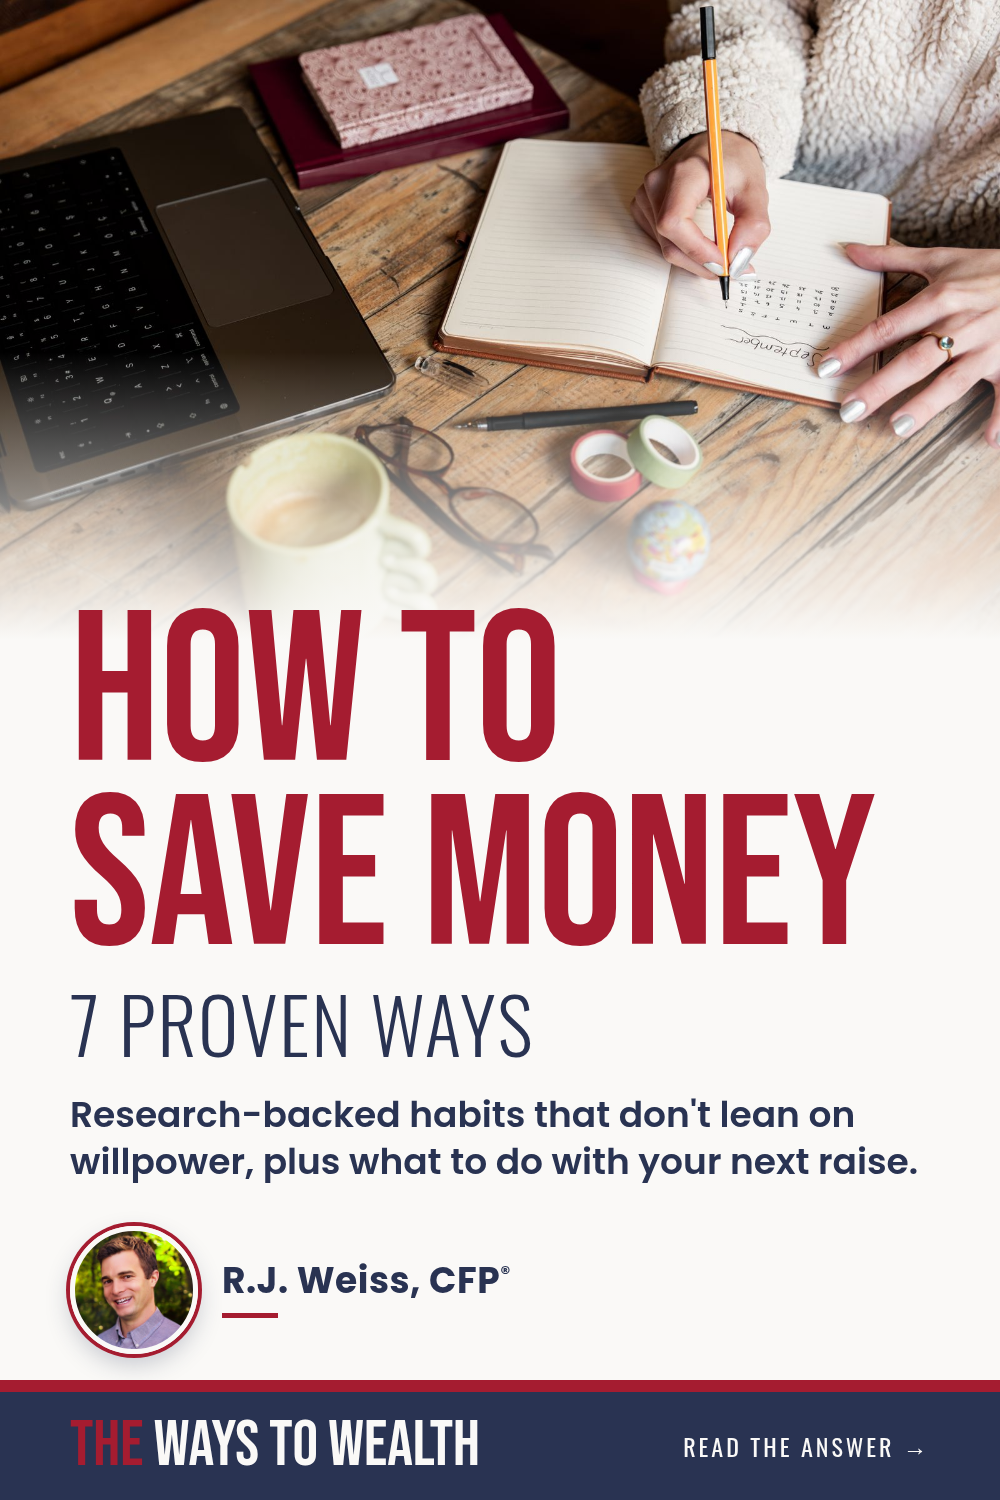 September
HOW TO
SAVE MONEY
7 PROVEN WAYS
Research-backed habits that don't lean on
willpower, plus what to do with your next raise.
R.J. Weiss, CFP®
THE WAYS TO WEALTH
READ THE ANSWER →